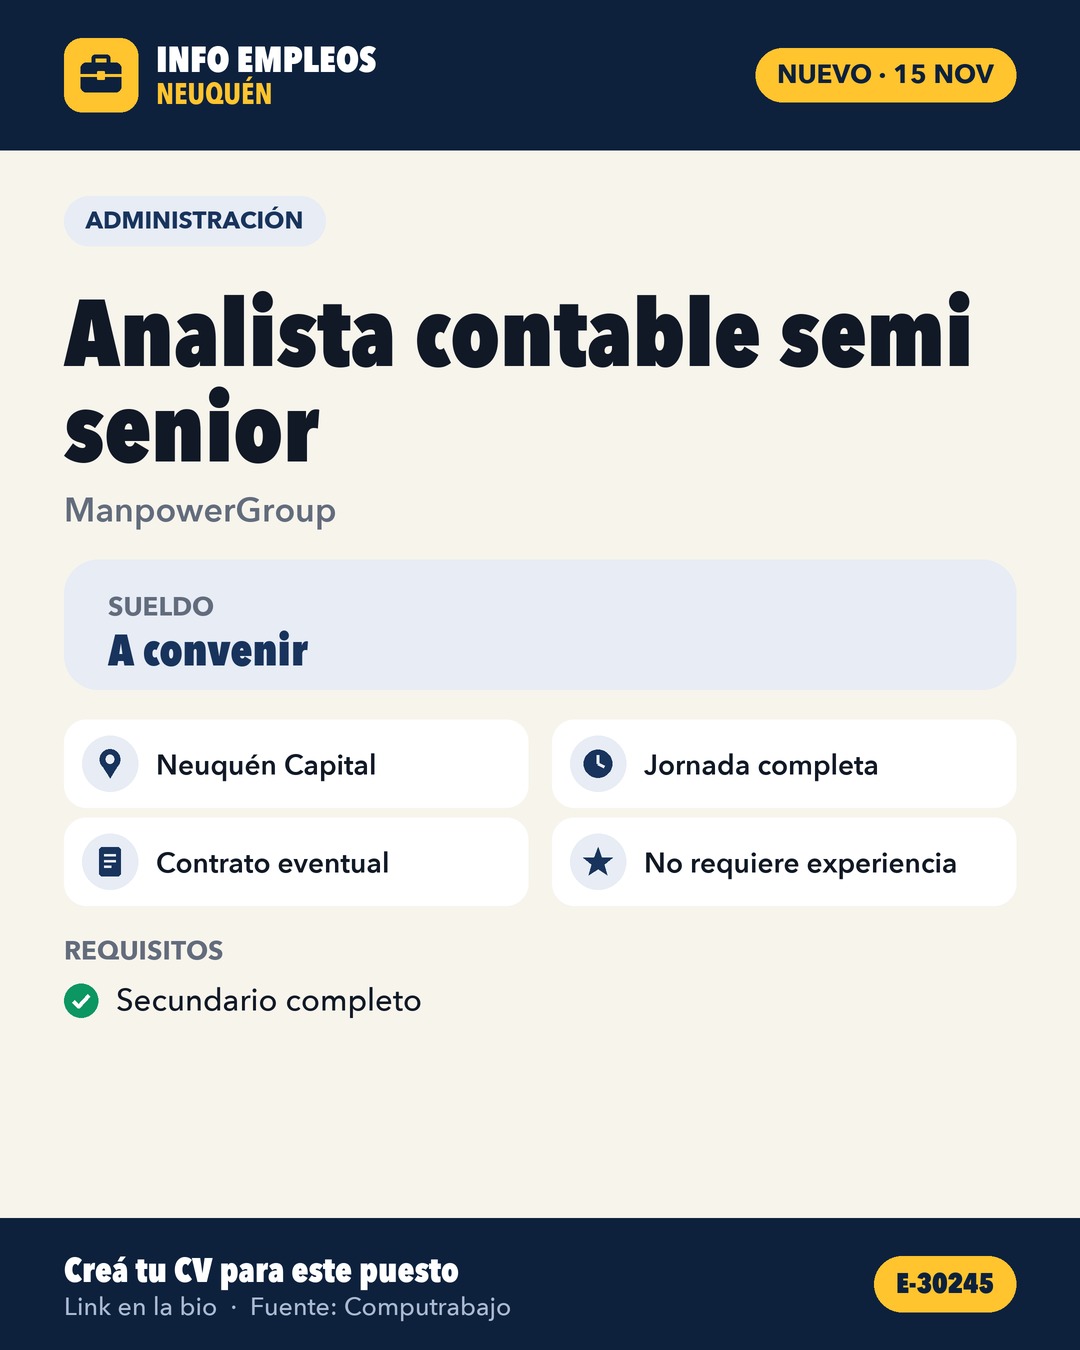 INFO EMPLEOS
NEUQUÉN
NUEVO · 15 NOV
ADMINISTRACIÓN
Analista contable semi
senior
ManpowerGroup
SUELDO
A convenir
Neuquén Capital
Jornada completa
Contrato eventual
No requiere experiencia
REQUISITOS
Secundario completo
Creá tu CV para este puesto
Link en la bio · Fuente: Computrabajo
E-30245